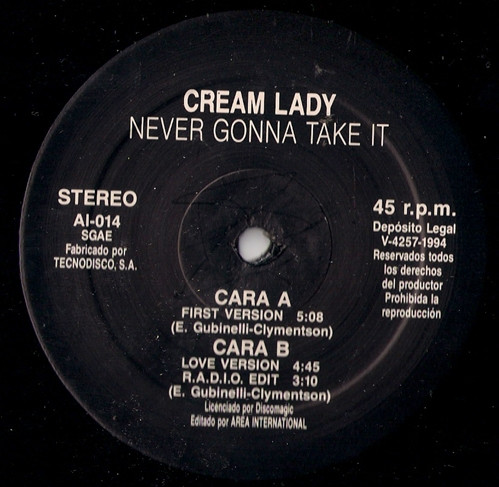 CREAM LADY
NEVER GONNA TAKE IT
STEREO
AI-014
SGAE
Fabricado por
TECNODISCO, S.A.
45 r.p.m.
Depósito Legal
V-4257-1994
Reservados todos
los derechos
del productor
Prohibida la
reproducción
CARA A
FIRST VERSION 5:08
(E. Gubinelli-Clymentson)
CARA B
LOVE VERSION 4:45
R.A.D.I.O. EDIT 3:10
(E. Gubinelli-Clymentson)
Licenciado por Discomagic
Editado por AREA INTERNATIONAL